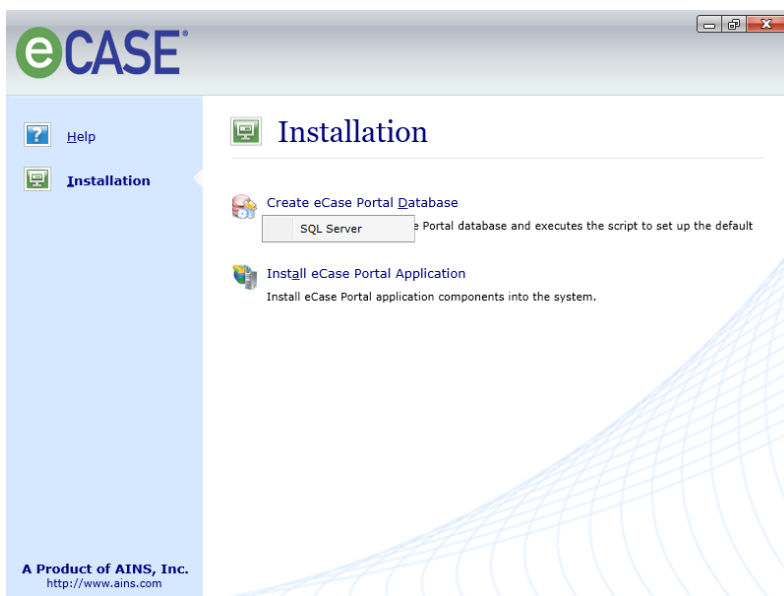 eCASE®
Help
Installation
Installation
Create eCase Portal Database
SQL Server
Portal database and executes the script to set up the default
Install eCase Portal Application
Install eCase Portal application components into the system.
A Product of AINS, Inc.
http://www.ains.com